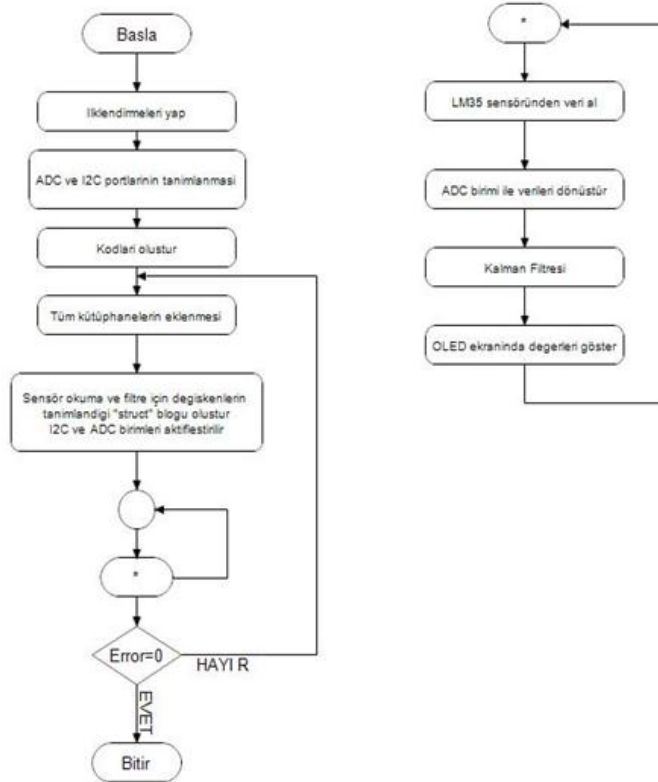 Basla
Ilklendirmeleri yap
ADC ve I2C portlarinin tanimlanmasi
Kodlari olustur
Tüm kütüphanelerin eklenmesi
Sensör okuma ve filtre için degiskenlerin
tanimlandigi "struct" blogu olustur
I2C ve ADC birimleri aktiflestirilir
*
Error=0
HAYI R
EVET
Bitir
*
LM35 sensöründen veri al
ADC birimi ile verileri dönüstür
Kalman Filtresi
OLED ekraninda degerleri göster